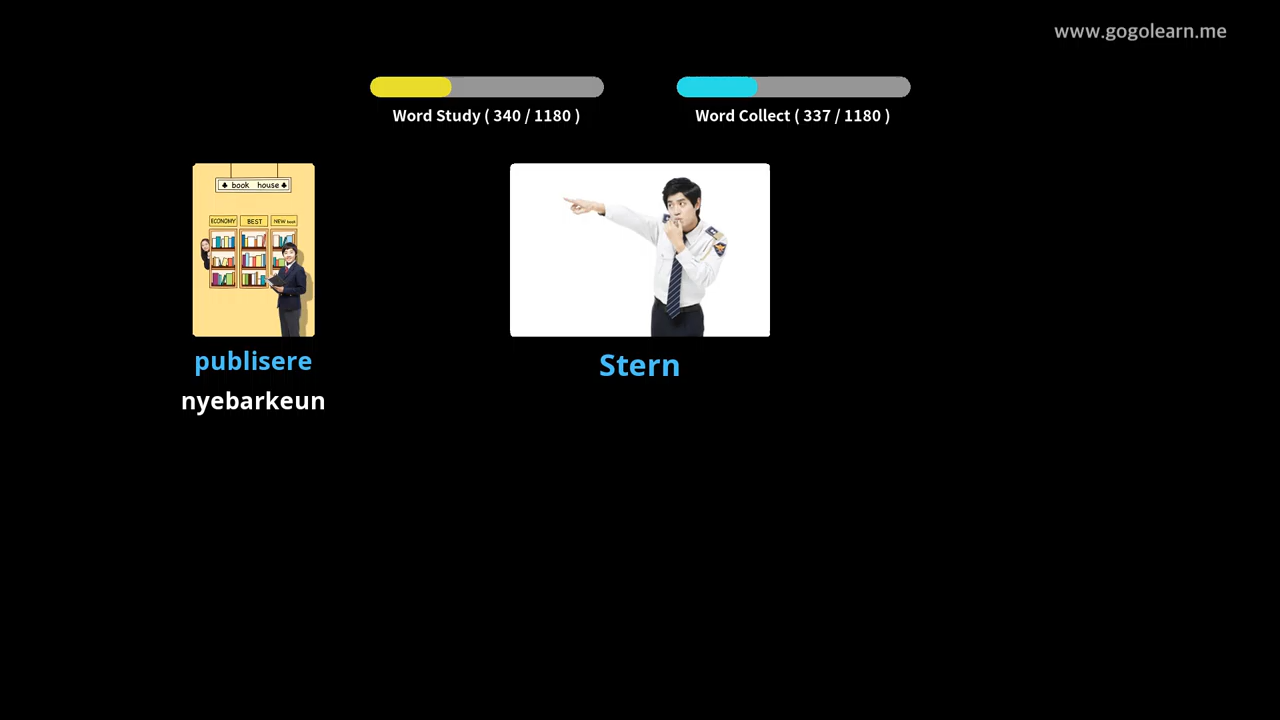 www.gogolearn.me
Word Study ( 340 / 1180 )
Word Collect ( 337 / 1180 )
book house
ECONOMY
BEST
NEW book
publisere
nyebarkeun
Stern